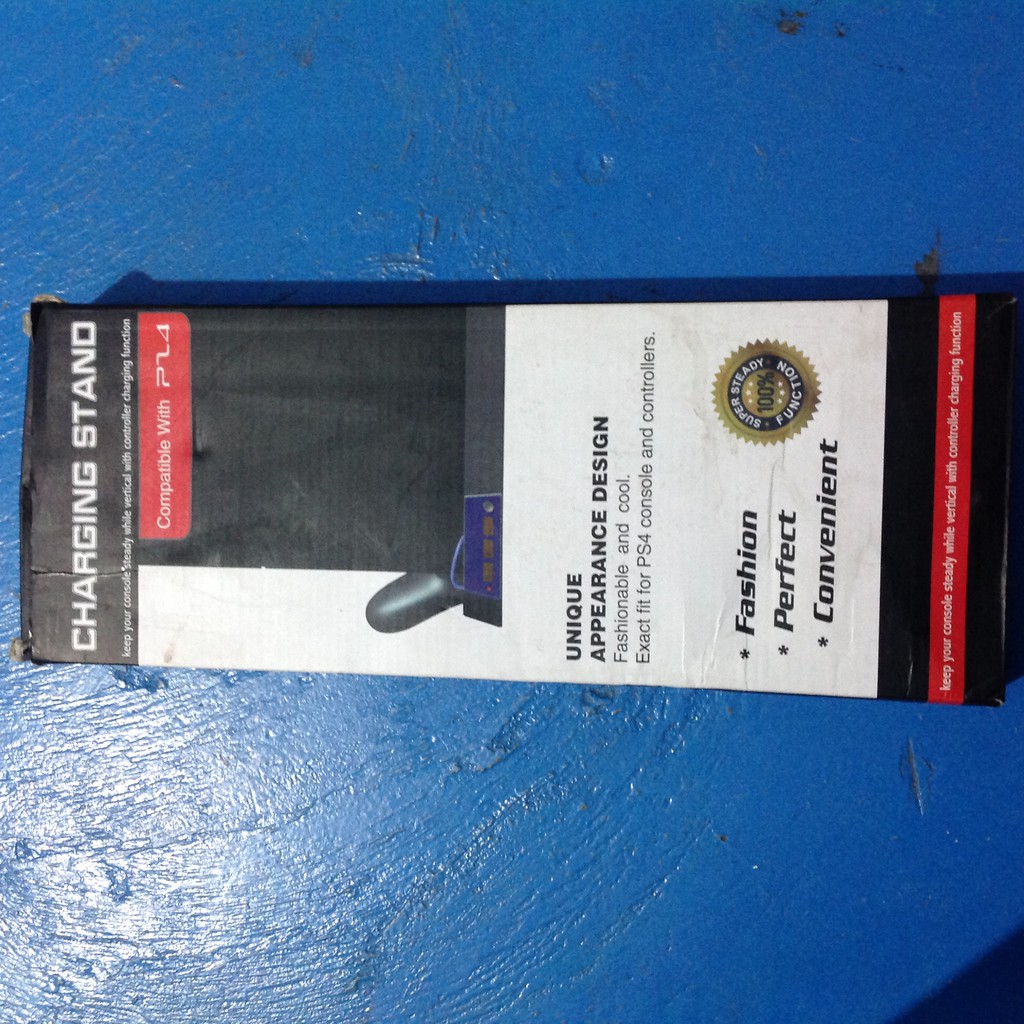 CHARGING STAND
keep your console steady while vertical with controller charging function
Compatible With PS4
UNIQUE
APPEARANCE DESIGN
Fashionable and cool.
Exact fit for PS4 console and controllers.
SUPER STEADY
100%
FUNCTION
* Fashion
* Perfect
* Convenient
keep your console steady while vertical with controller charging function